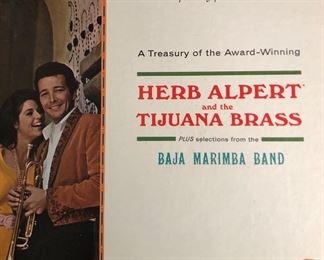 A Treasury of the Award-Winning
HERB ALPERT
and the
TIJUANA BRASS
PLUS selections from the
BAJA MARIMBA BAND